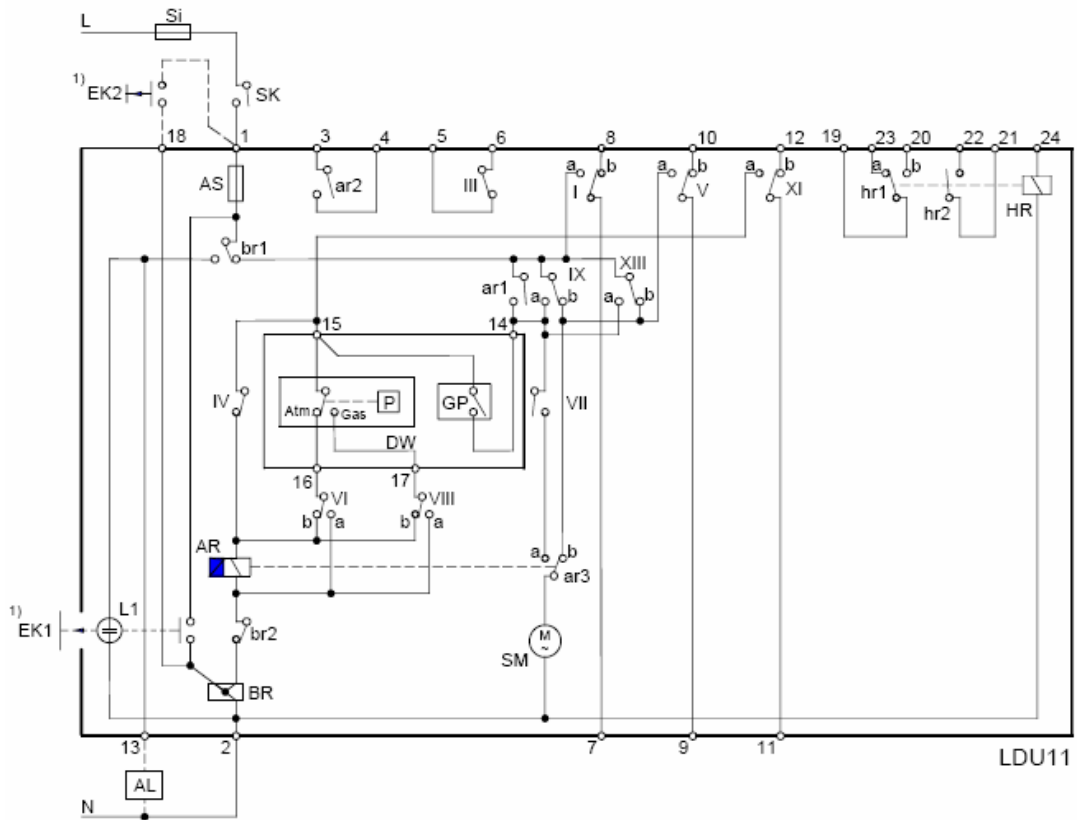 L
Si
1)
EK2
SK
18 1 3 4 5 6 8 10 12 19 23 20 22 21 24
AS
ar2
III
a b
I
a b
V
a b
XI
a b
hr1
hr2
HR
br1
ar1
IX
a b
XIII
a b
15
14
IV
Atm
Gas
P
GP
VII
DW
16
17
VI
b a
VIII
b a
AR
a b
ar3
1)
EK1
L1
br2
M
~
SM
BR
13 2 7 9 11
LDU11
AL
N